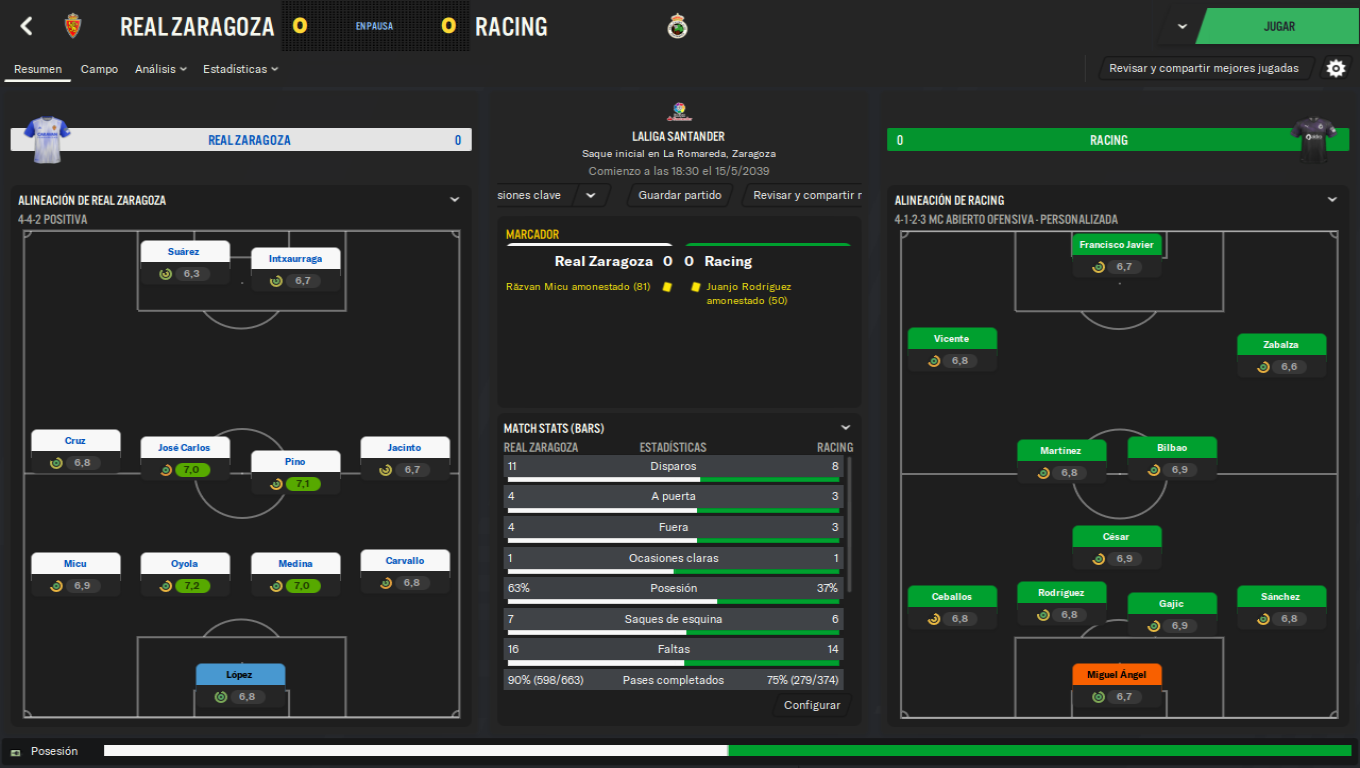 REAL ZARAGOZA 0 EN PAUSA 0 RACING
JUGAR
Resumen Campo Análisis Estadísticas
Revisar y compartir mejores jugadas
REAL ZARAGOZA 0
LALIGA SANTANDER
Saque inicial en La Romareda, Zaragoza
Comienzo a las 18:30 el 15/5/2039
0 RACING
siones clave Guardar partido Revisar y compartir r
ALINEACIÓN DE REAL ZARAGOZA
4-4-2 POSITIVA
Suárez
6,3
Intxaurraga
6,7
Cruz
6,8
José Carlos
7,0
Pino
7,1
Jacinto
6,7
Micu
6,9
Oyola
7,2
Medina
7,0
Carvallo
6,8
López
6,8
MARCADOR
Real Zaragoza 0 0 Racing
Răzvan Micu amonestado (81)
Juanjo Rodríguez
amonestado (50)
MATCH STATS (BARS)
REAL ZARAGOZA ESTADÍSTICAS RACING
11 Disparos 8
4 A puerta 3
4 Fuera 3
1 Ocasiones claras 1
63% Posesión 37%
7 Saques de esquina 6
16 Faltas 14
90% (598/663) Pases completados 75% (279/374)
Configurar
ALINEACIÓN DE RACING
4-1-2-3 MC ABIERTO OFENSIVA - PERSONALIZADA
Francisco Javier
6,7
Vicente
6,8
Zabalza
6,6
Martínez
6,8
Bilbao
6,9
César
6,9
Ceballos
6,8
Rodríguez
6,8
Gajic
6,9
Sánchez
6,8
Miguel Ángel
6,7
Posesión